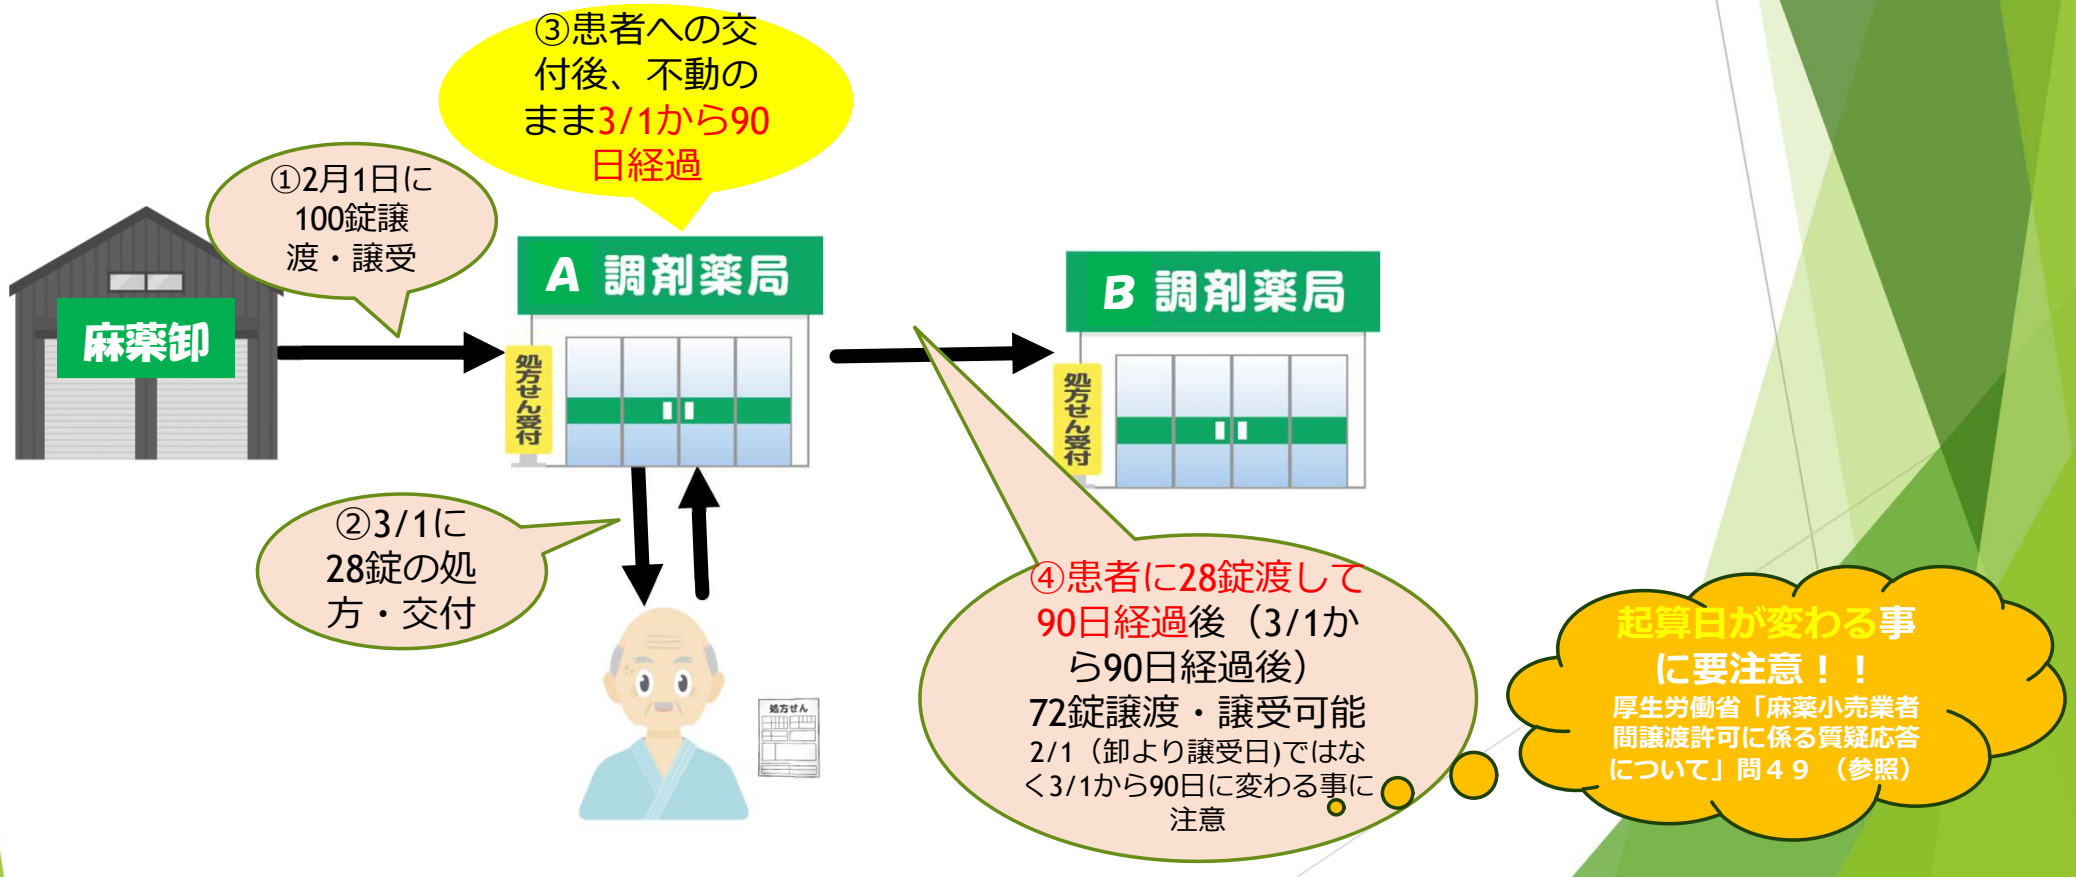 ③患者への交
付後、不動の
まま3/1から90
日経過
①2月1日に
100錠譲
渡・譲受
麻薬卸
A 調剤薬局
処方せん受付
B 調剤薬局
処方せん受付
②3/1に
28錠の処
方・交付
処方せん
④患者に28錠渡して
90日経過後（3/1か
ら90日経過後）
72錠譲渡・譲受可能
2/1（卸より譲受日)ではな
く3/1から90日に変わる事に
注意
起算日が変わる事
に要注意！！
厚生労働省「麻薬小売業者
間譲渡許可に係る質疑応答
について」問４９ （参照）